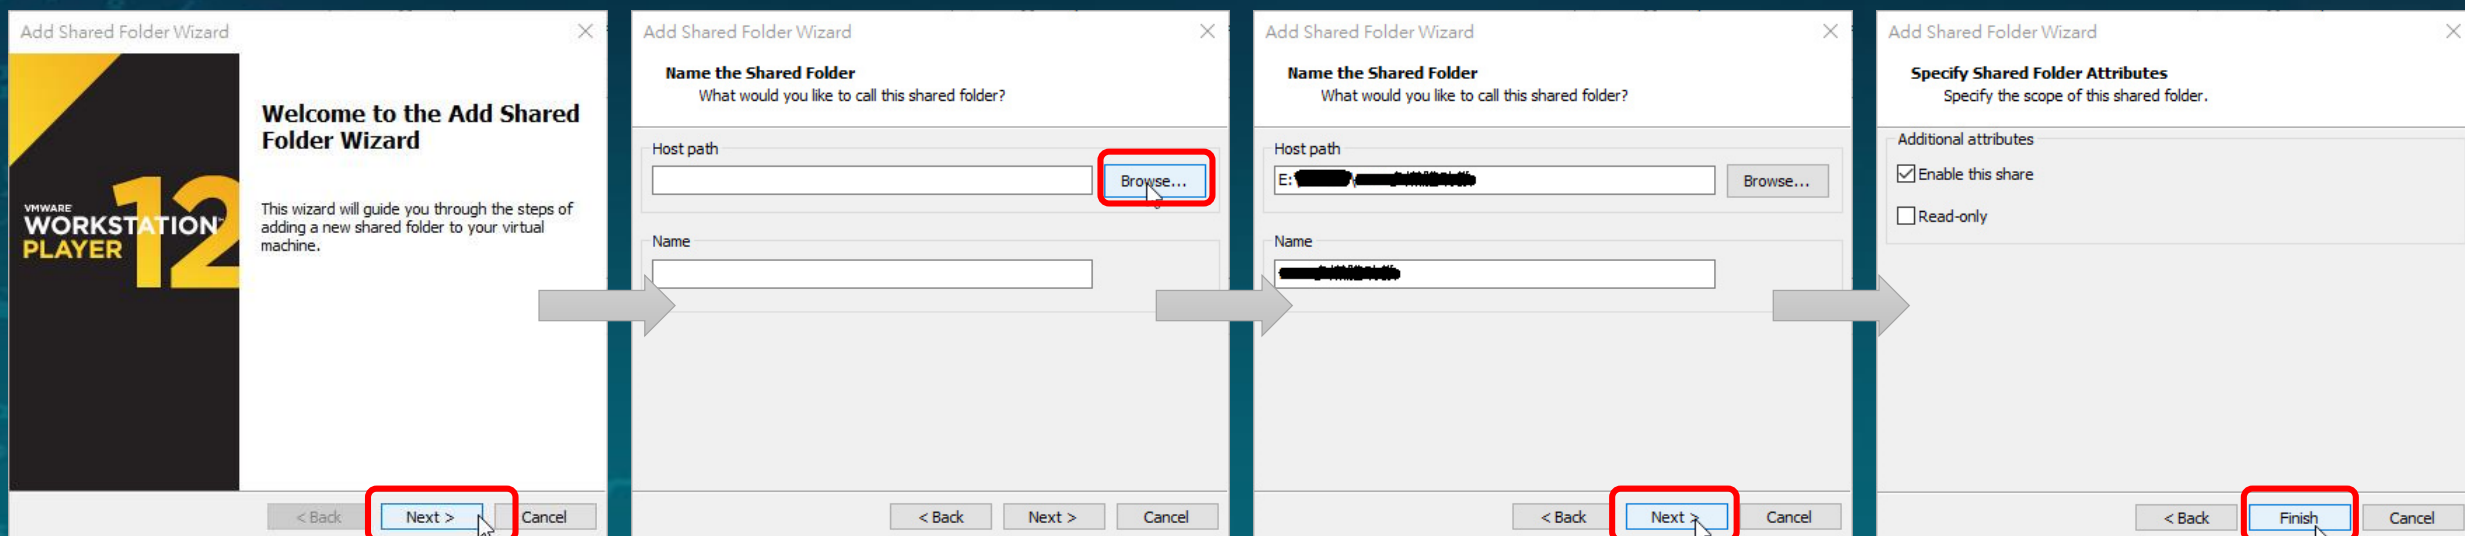 Add Shared Folder Wizard
VMWARE
WORKSTATION
PLAYER
12
Welcome to the Add Shared
Folder Wizard
This wizard will guide you through the steps of
adding a new shared folder to your virtual
machine.
< Back
Next >
Cancel
Add Shared Folder Wizard
Name the Shared Folder
What would you like to call this shared folder?
Host path
Browse...
Name
< Back
Next >
Cancel
Add Shared Folder Wizard
Name the Shared Folder
What would you like to call this shared folder?
Host path
E:\
Browse...
Name
< Back
Next >
Cancel
Add Shared Folder Wizard
Specify Shared Folder Attributes
Specify the scope of this shared folder.
Additional attributes
Enable this share
Read-only
< Back
Finish
Cancel